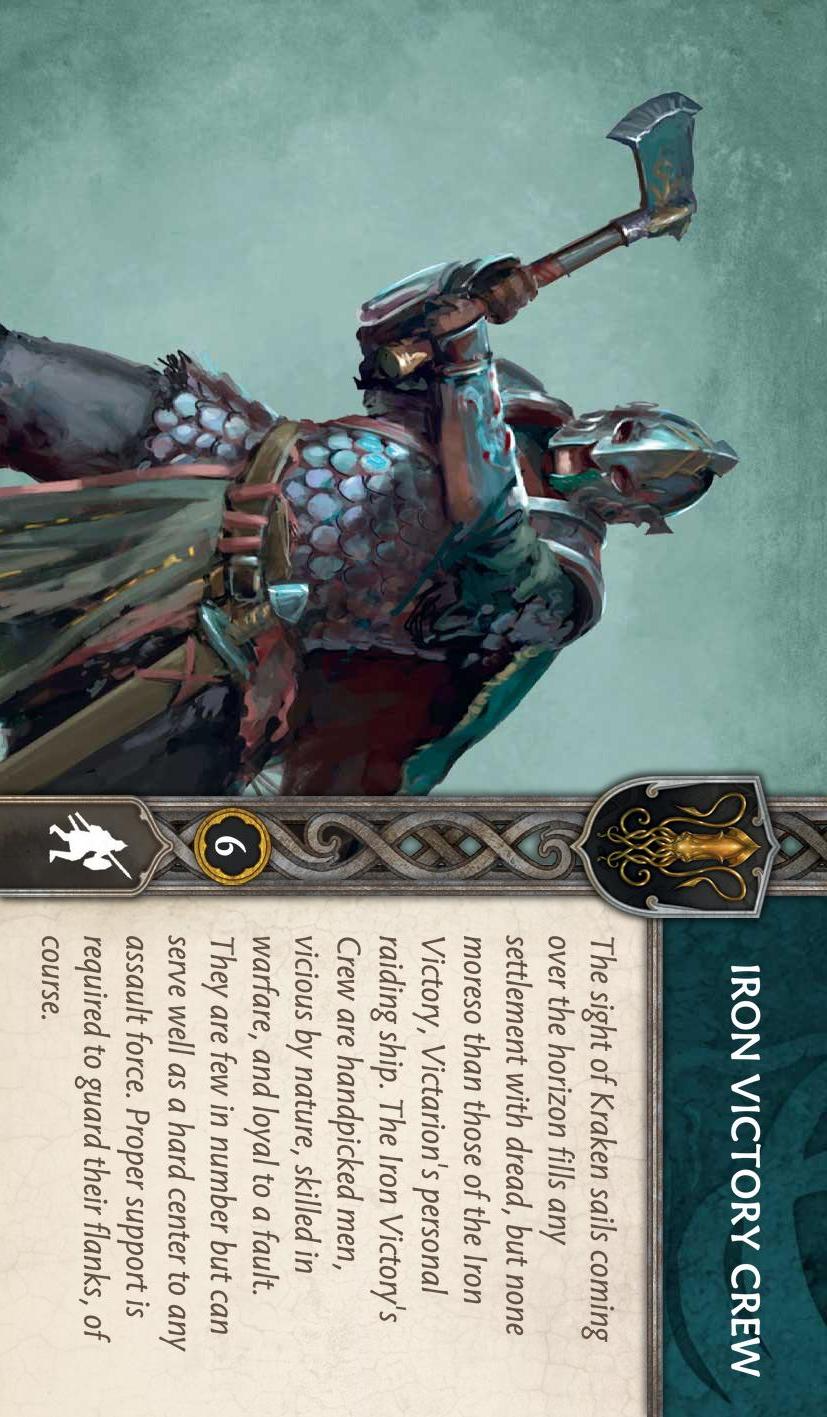 IRON VICTORY CREW
The sight of Kraken sails coming
over the horizon fills any
settlement with dread, but none
moreso than those of the Iron
Victory, Victarion's personal
raiding ship. The Iron Victory's
Crew are handpicked men,
vicious by nature, skilled in
warfare, and loyal to a fault.
They are few in number but can
serve well as a hard center to any
assault force. Proper support is
required to guard their flanks, of
course.
6